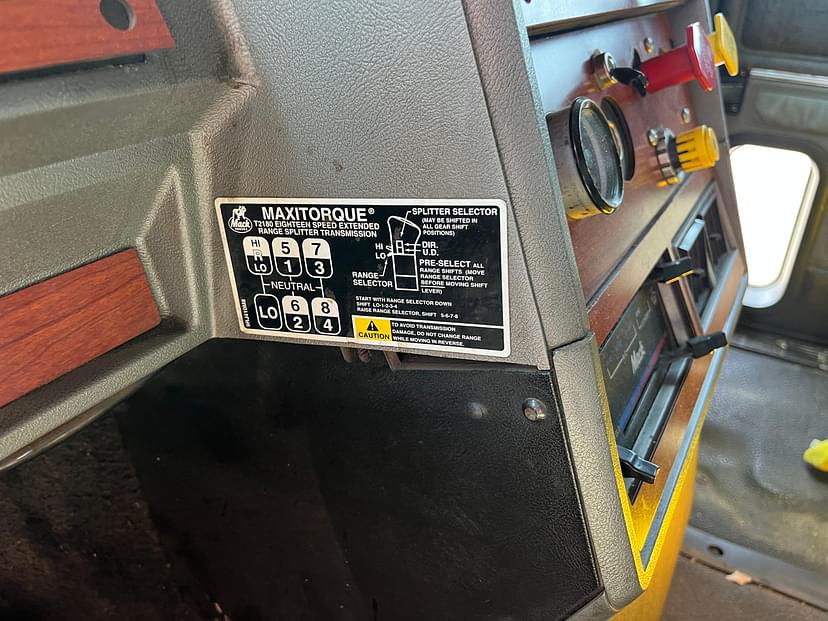 Mack
MAXITORQUE®
T2180 EIGHTEEN SPEED EXTENDED
RANGE SPLITTER TRANSMISSION
HI
R
LO
5
1
7
3
NEUTRAL
LO
6
2
8
4
SPLITTER SELECTOR
(MAY BE SHIFTED IN
ALL GEAR SHIFT
POSITIONS)
HI
LO
DIR.
U.D.
RANGE
SELECTOR
PRE-SELECT ALL
RANGE SHIFTS (MOVE
RANGE SELECTOR
BEFORE MOVING SHIFT
LEVER)
START WITH RANGE SELECTOR DOWN
SHIFT LO-1-2-3-4
RAISE RANGE SELECTOR, SHIFT 5-6-7-8
CAUTION
TO AVOID TRANSMISSION
DAMAGE, DO NOT CHANGE RANGE
WHILE MOVING IN REVERSE.
Mack